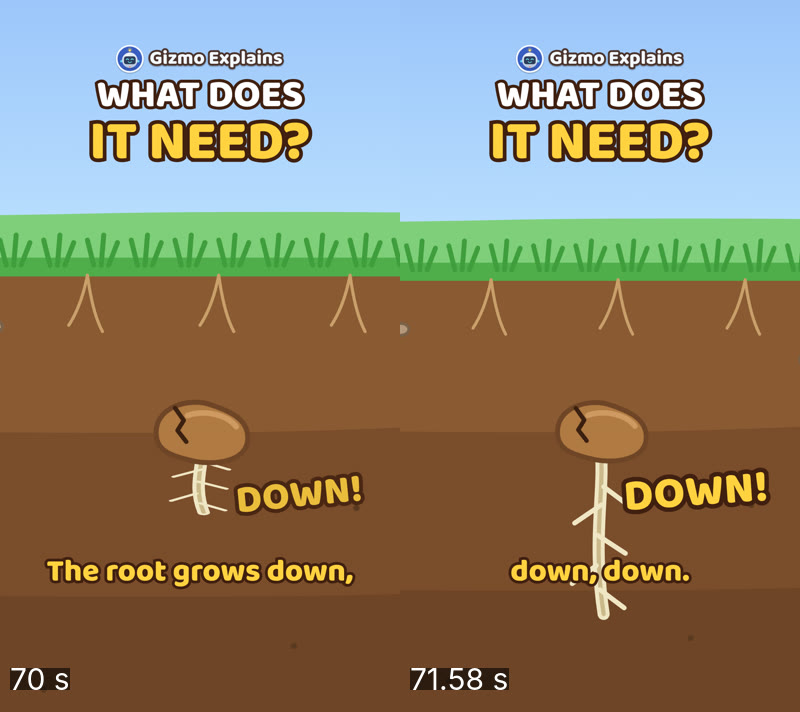 Gizmo Explains
WHAT DOES
IT NEED?
DOWN!
The root grows down,
70 s
Gizmo Explains
WHAT DOES
IT NEED?
DOWN!
down, down.
71.58 s